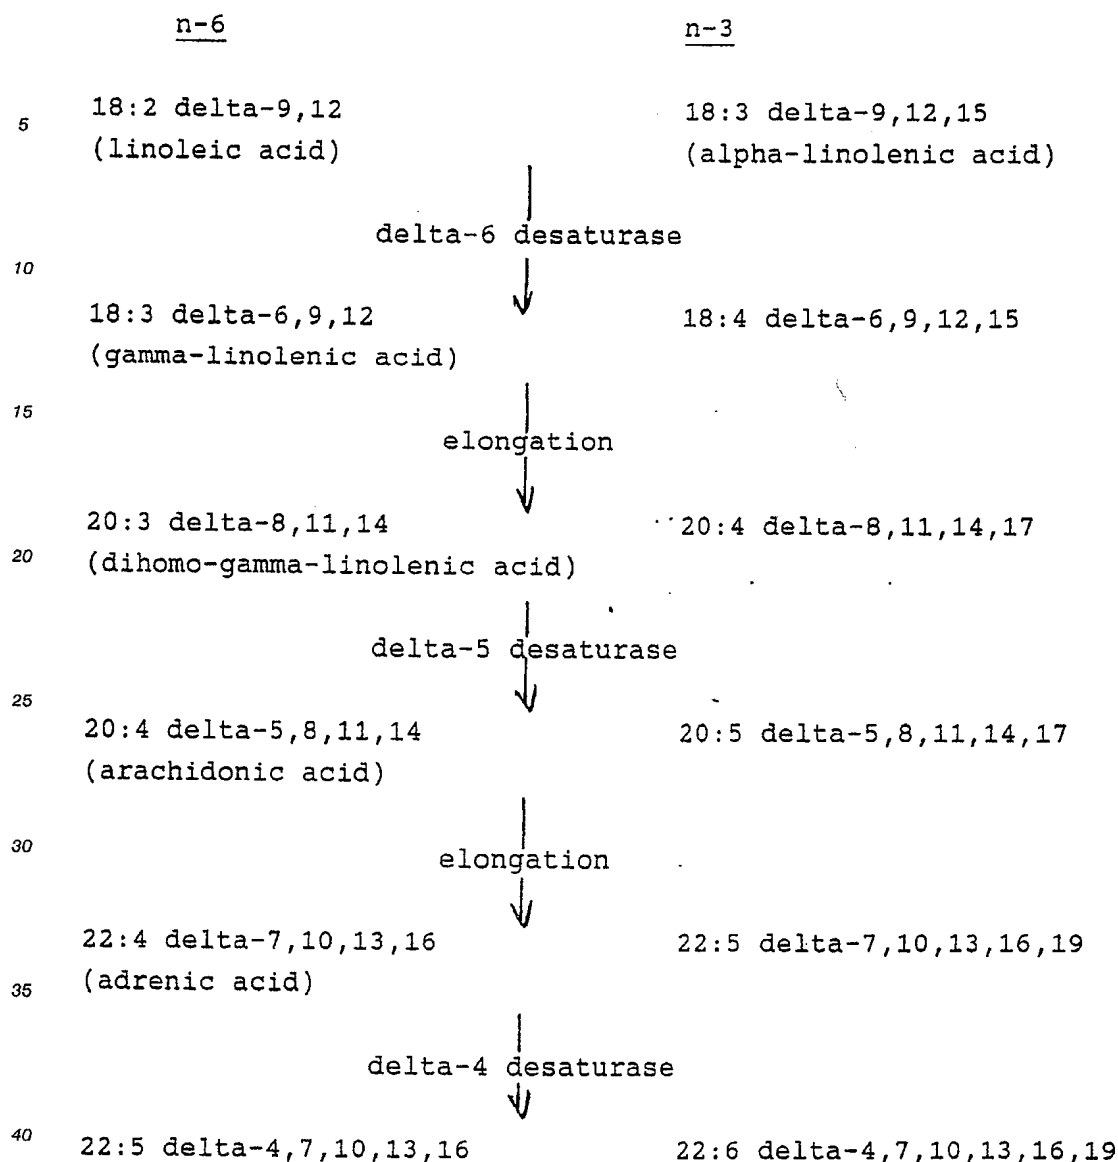 n-6 n-3
5 18:2 delta-9,12 18:3 delta-9,12,15
(linoleic acid) (alpha-linolenic acid)
delta-6 desaturase
10
18:3 delta-6,9,12 18:4 delta-6,9,12,15
(gamma-linolenic acid)
15
elongation
20:3 delta-8,11,14 20:4 delta-8,11,14,17
20 (dihomo-gamma-linolenic acid)
delta-5 desaturase
25
20:4 delta-5,8,11,14 20:5 delta-5,8,11,14,17
(arachidonic acid)
30
elongation
22:4 delta-7,10,13,16 22:5 delta-7,10,13,16,19
35 (adrenic acid)
delta-4 desaturase
40 22:5 delta-4,7,10,13,16 22:6 delta-4,7,10,13,16,19